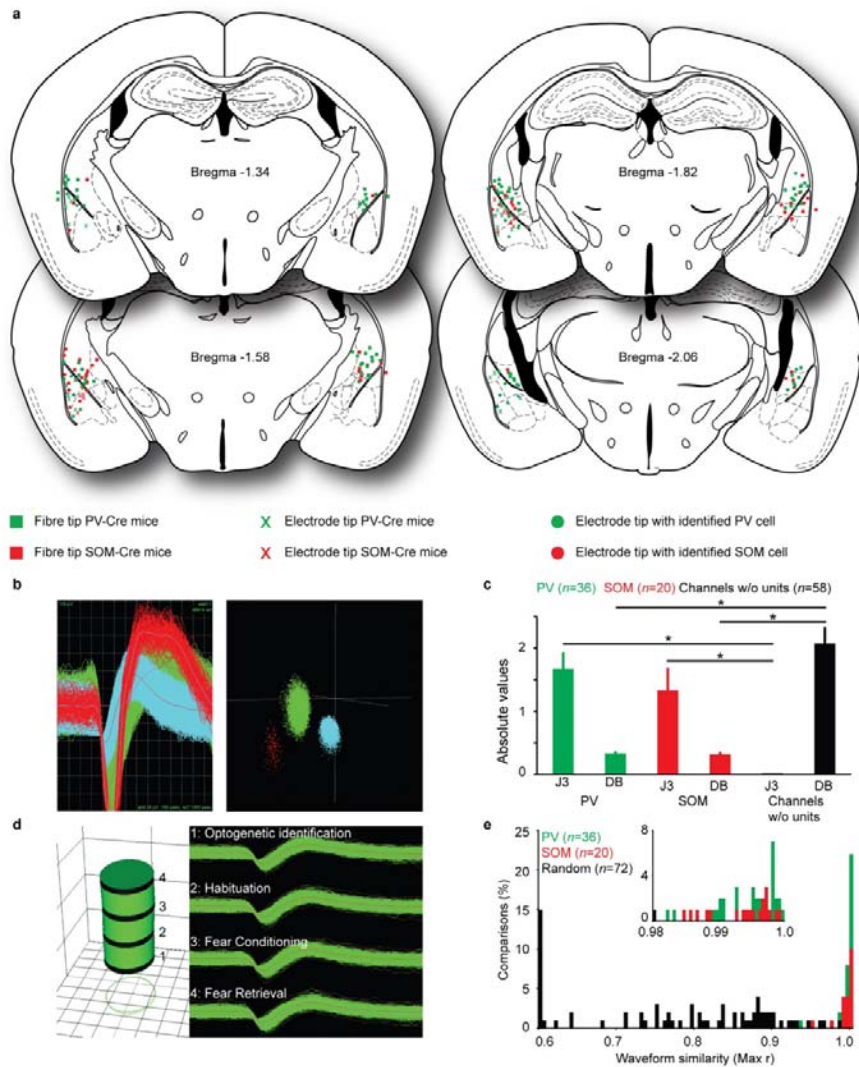 a
Bregma -1.34
Bregma -1.82
Bregma -1.58
Bregma -2.06
Fibre tip PV-Cre mice
X Electrode tip PV-Cre mice
Electrode tip with identified PV cell
Fibre tip SOM-Cre mice
X Electrode tip SOM-Cre mice
Electrode tip with identified SOM cell
b
c
PV (n=36) SOM (n=20) Channels w/o units (n=58)
*
*
*
*
Absolute values
2
1
0
J3 DB J3 DB J3 DB
PV SOM Channels w/o units
d
4
3
2
1
1: Optogenetic identification
2: Habituation
3: Fear Conditioning
4: Fear Retrieval
e
PV (n=36)
SOM (n=20)
Random (n=72)
Comparisons (%)
25
20
15
10
5
0
8
4
0
0.98 0.99 1.0
0.6 0.7 0.8 0.9 1.0
Waveform similarity (Max r)